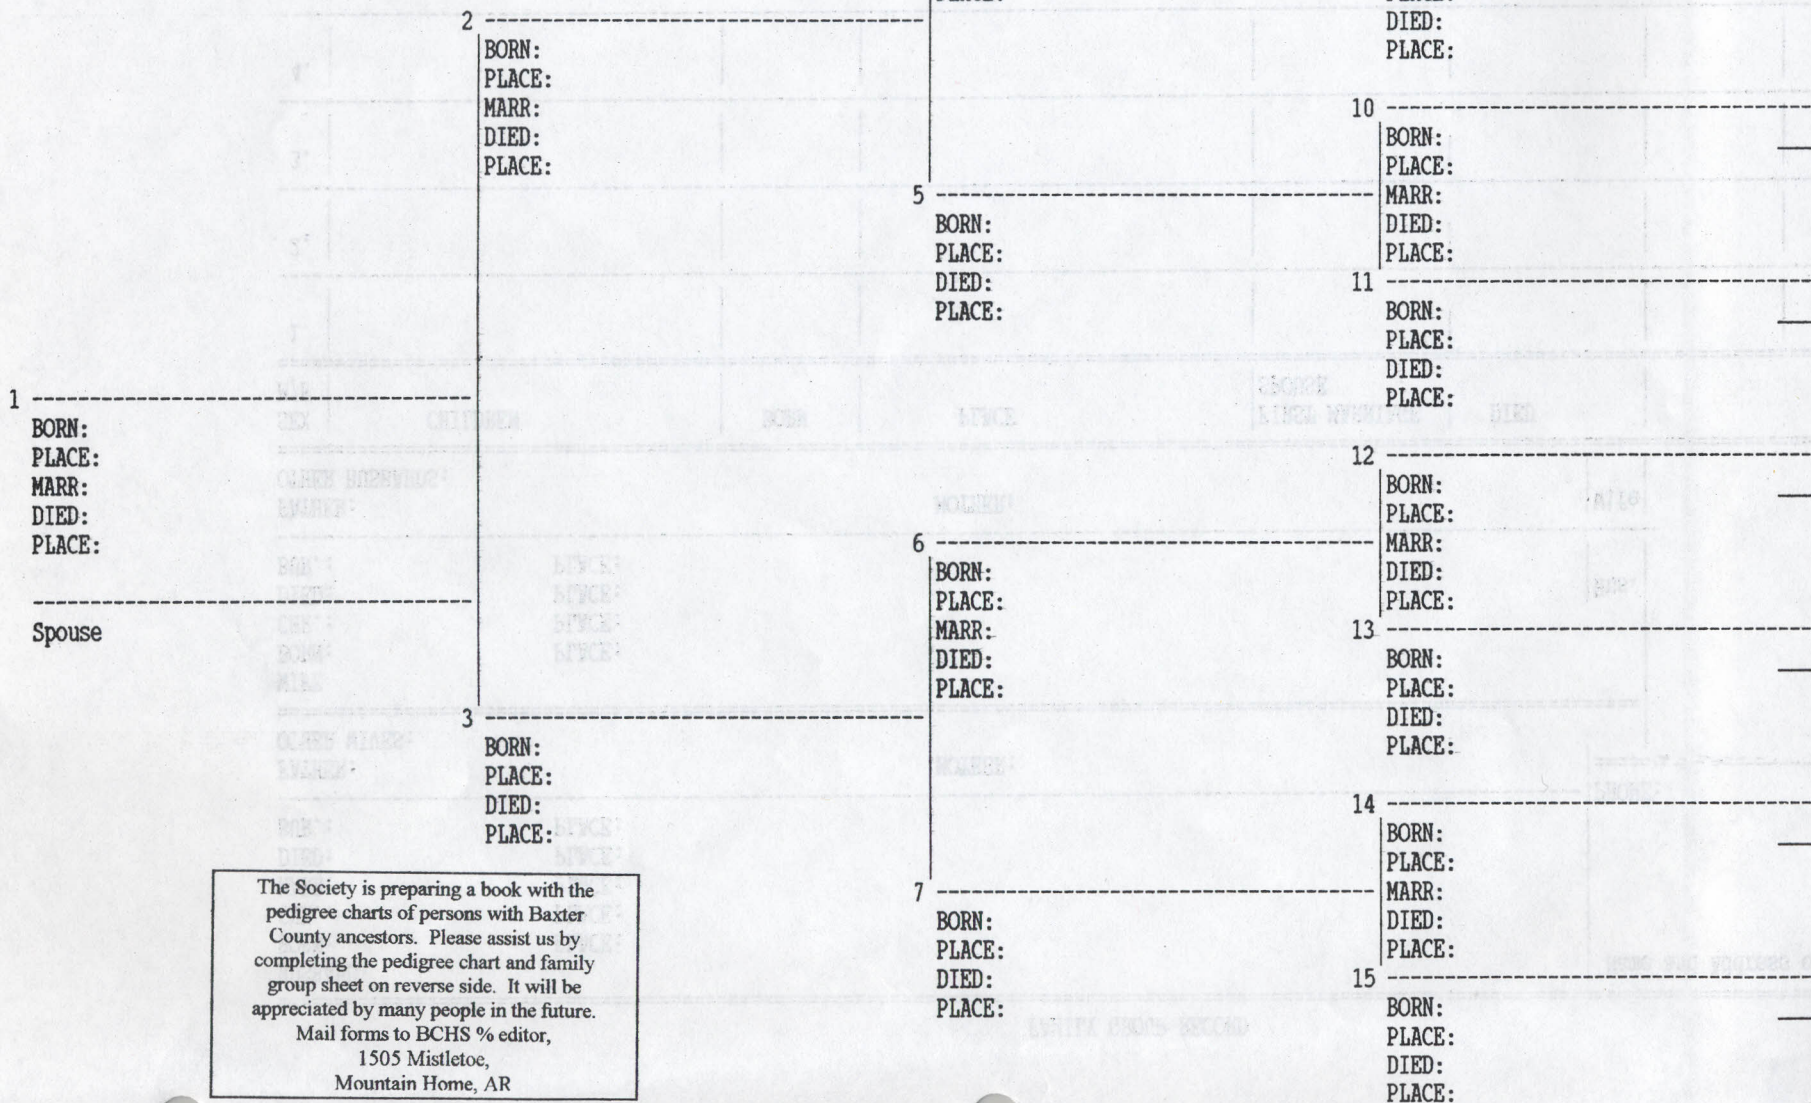 2
BORN:
PLACE:
MARR:
DIED:
PLACE:
DIED:
PLACE:
10
BORN:
PLACE:
MARR:
DIED:
PLACE:
5
BORN:
PLACE:
DIED:
PLACE:
11
BORN:
PLACE:
DIED:
PLACE:
1
BORN:
PLACE:
MARR:
DIED:
PLACE:
Spouse
12
BORN:
PLACE:
MARR:
DIED:
PLACE:
6
BORN:
PLACE:
MARR:
DIED:
PLACE:
13
BORN:
PLACE:
DIED:
PLACE:
3
BORN:
PLACE:
DIED:
PLACE:
14
BORN:
PLACE:
MARR:
DIED:
PLACE:
7
BORN:
PLACE:
DIED:
PLACE:
15
BORN:
PLACE:
DIED:
PLACE:
The Society is preparing a book with the
pedigree charts of persons with Baxter
County ancestors. Please assist us by
completing the pedigree chart and family
group sheet on reverse side. It will be
appreciated by many people in the future.
Mail forms to BCHS % editor,
1505 Mistletoe,
Mountain Home, AR